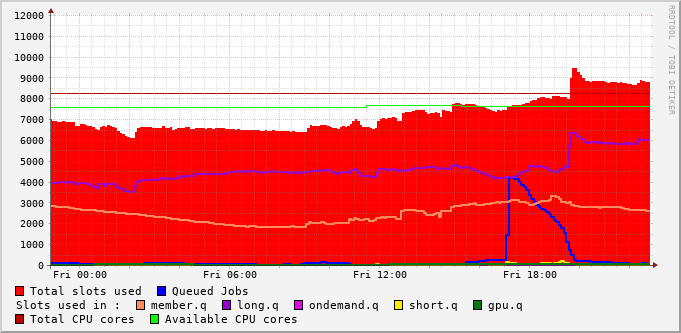 RRDTOOL / TOBI OETIKER
12000
11000
10000
9000
8000
7000
6000
5000
4000
3000
2000
1000
0
Fri 00:00 Fri 06:00 Fri 12:00 Fri 18:00
Total slots used Queued Jobs
Slots used in : member.q long.q ondemand.q short.q gpu.q
Total CPU cores Available CPU cores